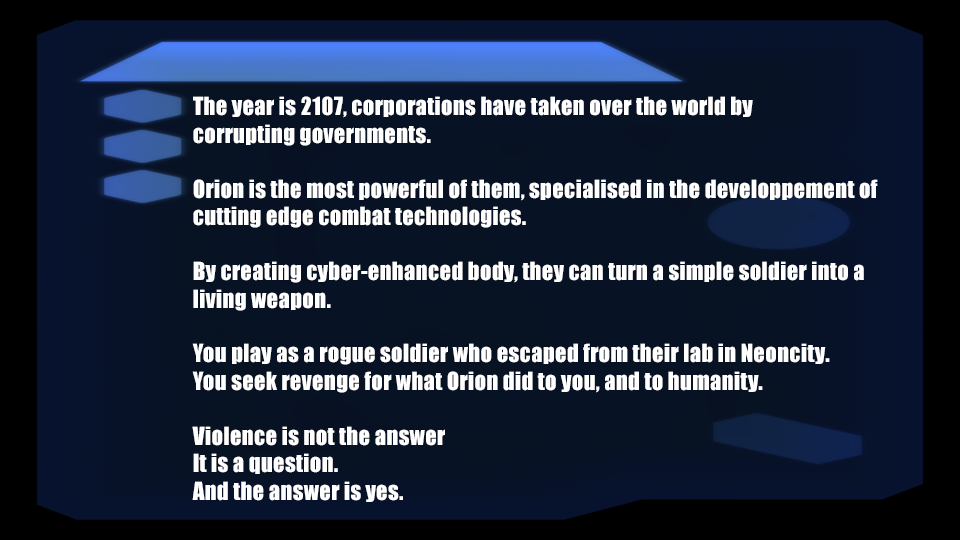 The year is 2107, corporations have taken over the world by
corrupting governments.
Orion is the most powerful of them, specialised in the developpement of
cutting edge combat technologies.
By creating cyber-enhanced body, they can turn a simple soldier into a
living weapon.
You play as a rogue soldier who escaped from their lab in Neoncity.
You seek revenge for what Orion did to you, and to humanity.
Violence is not the answer
It is a question.
And the answer is yes.